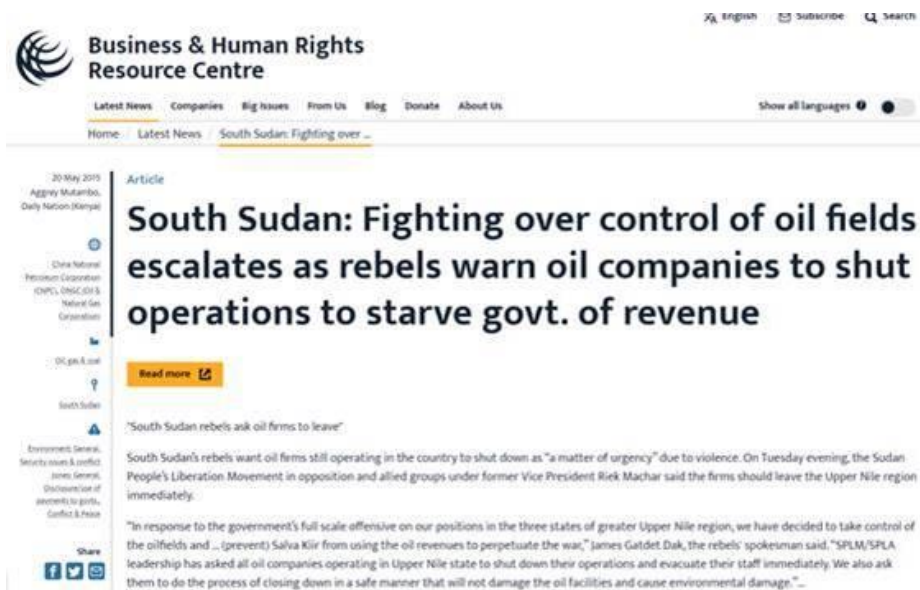 English Subscribe Search
Business & Human Rights
Resource Centre
Latest News Companies Big Issues From Us Blog Donate About Us
Show all languages
Home Latest News South Sudan: Fighting over ...
20 May 2015
Aggrey Mutambo,
Daily Nation (Kenya)
China National
Petroleum Corporation
(CNPC), ONGC (Oil &
Natural Gas
Corporation)
Oil, gas & coal
South Sudan
Environment: General,
Security issues & conflict
zones: General,
Disclosure/use of
payments to govts.,
Conflict & Peace
Share
Article
South Sudan: Fighting over control of oil fields
escalates as rebels warn oil companies to shut
operations to starve govt. of revenue
Read more
"South Sudan rebels ask oil firms to leave"
South Sudan's rebels want oil firms still operating in the country to shut down as "a matter of urgency" due to violence. On Tuesday evening, the Sudan
People's Liberation Movement in opposition and allied groups under former Vice President Riek Machar said the firms should leave the Upper Nile region
immediately.
"In response to the government's full scale offensive on our positions in the three states of greater Upper Nile region, we have decided to take control of
the oilfields and ... (prevent) Salva Kiir from using the oil revenues to perpetuate the war," James Gatdet Dak, the rebels' spokesman said. "SPLM/SPLA
leadership has asked all oil companies operating in Upper Nile state to shut down their operations and evacuate their staff immediately. We also ask
them to do the process of closing down in a safe manner that will not damage the oil facilities and cause environmental damage."...